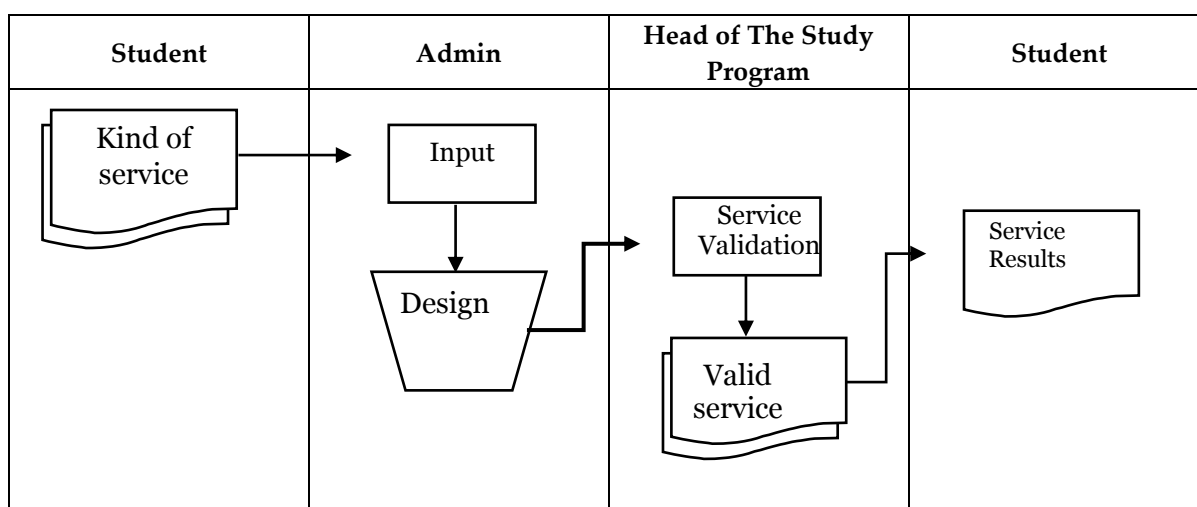 Student
Admin
Head of The Study
Program
Student
Kind of
service
Input
Design
Service
Validation
Valid
service
Service
Results